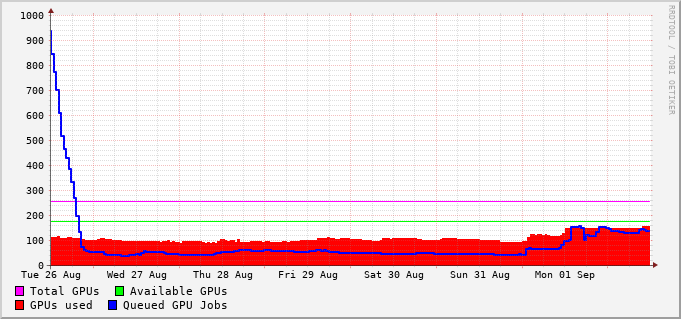 1000
900
800
700
600
500
400
300
200
100
0
Tue 26 Aug Wed 27 Aug Thu 28 Aug Fri 29 Aug Sat 30 Aug Sun 31 Aug Mon 01 Sep
Total GPUs Available GPUs
GPUs used Queued GPU Jobs
RRDTOOL / TOBI OETIKER